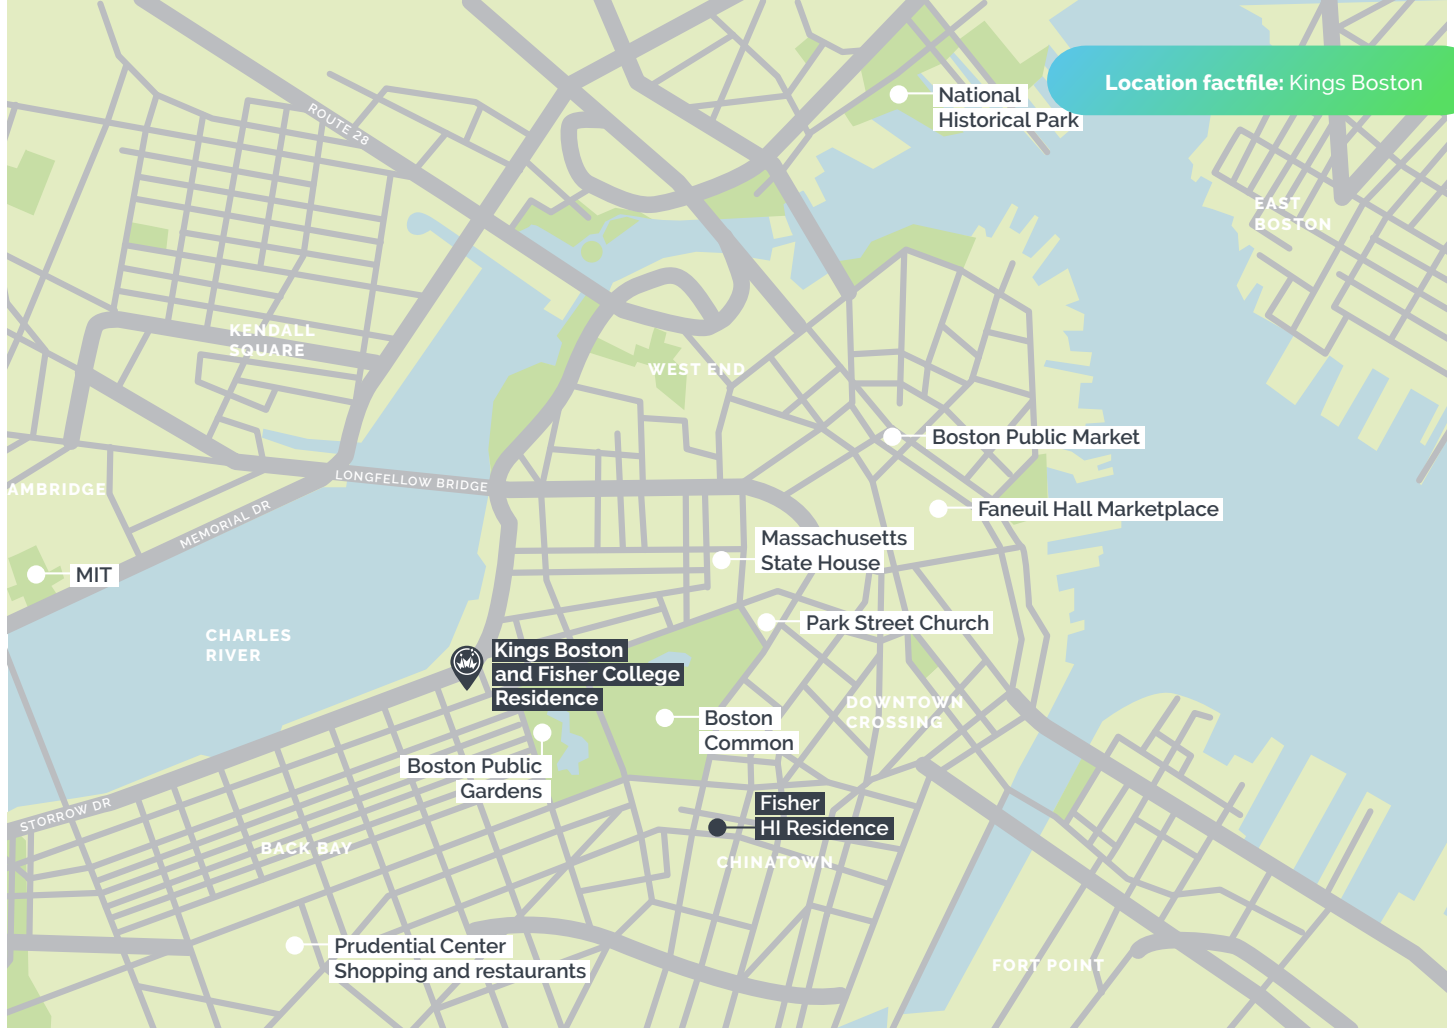 Location factfile: Kings Boston
National
Historical Park
ROUTE 28
EAST
BOSTON
KENDALL
SQUARE
WEST END
Boston Public Market
LONGFELLOW BRIDGE
AMBRIDGE
MEMORIAL DR
Faneuil Hall Marketplace
Massachusetts
State House
MIT
Park Street Church
CHARLES
RIVER
Kings Boston
and Fisher College
Residence
DOWNTOWN
CROSSING
Boston
Common
Boston Public
Gardens
Fisher
HI Residence
STORROW DR
BACK BAY
CHINATOWN
Prudential Center
Shopping and restaurants
FORT POINT